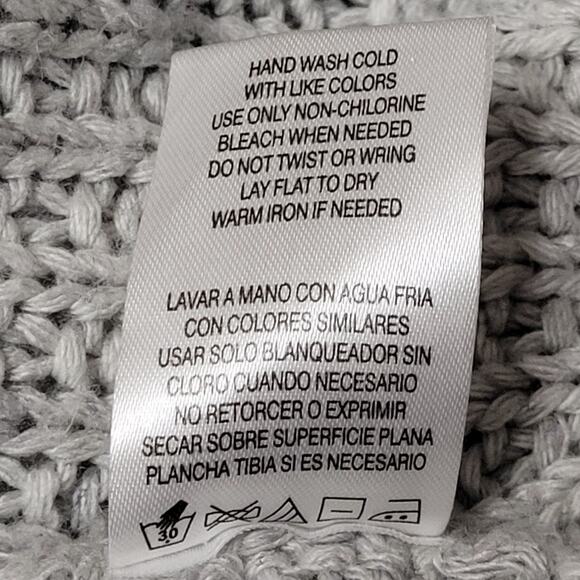 HAND WASH COLD
WITH LIKE COLORS
USE ONLY NON-CHILORINE
BLEACH WHEN NEEDED
DO NOT TWIST OR WRING
LAY FLAT TO DRY
WARM IRON IF NEEDED
LAVAR A MANO CON AGUA FRIA
CON COLORES SIMILARES
USAR SOLO BLANQUEADOR SIN
CLORO CUANDO NECESARIO
NO RETORCER O EXPRIMIR
SECAR SOBRE SUPERFICIE PLANA
PLANCHA TIBIA SI ES NECESARIO
30